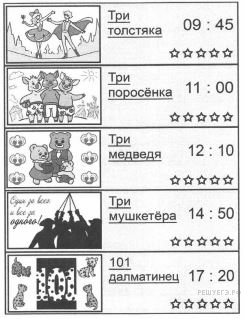 Три
толстяка
09 : 45
Три
поросёнка
11 : 00
Три
медведя
12 : 10
Один за всех
и все за
одного!
Три
мушкетёра
14 : 50
101
далматинец
17 : 20
РЕШУЕГЭ.РФ